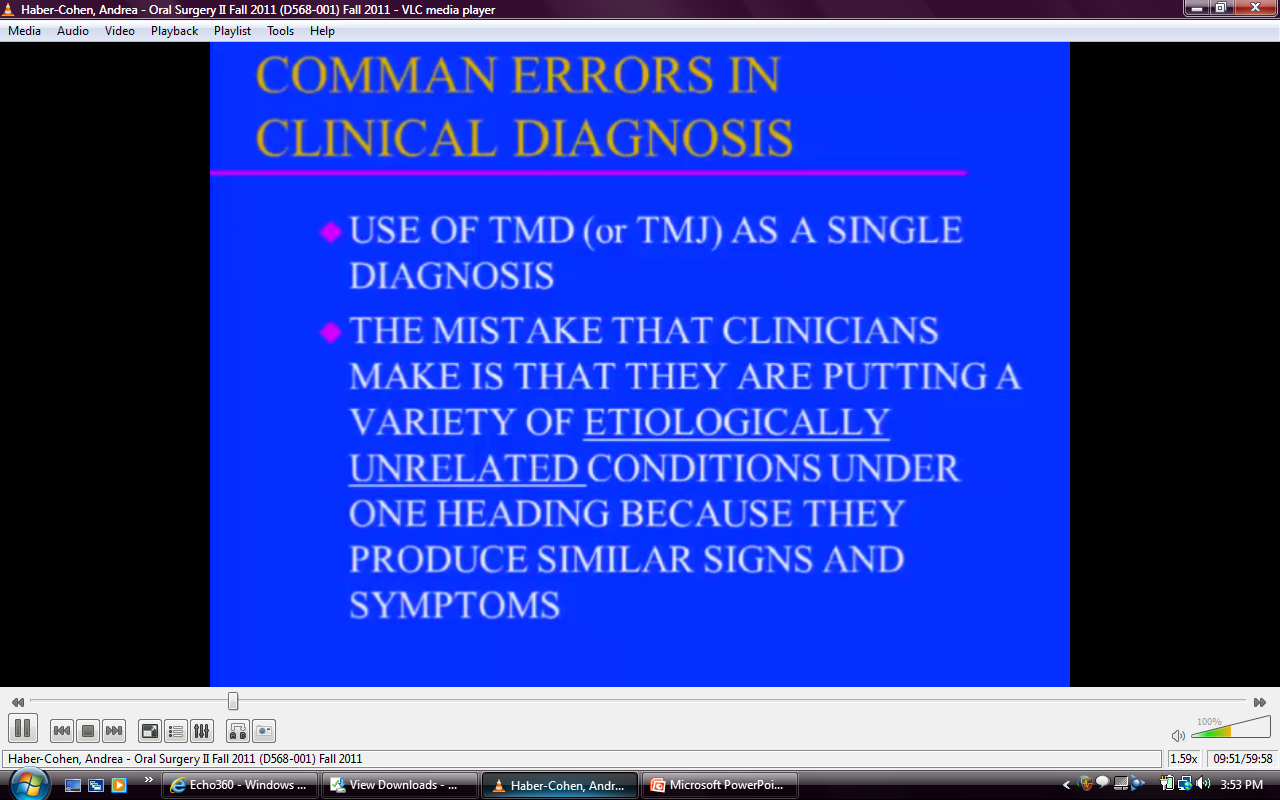 Haber-Cohen, Andrea - Oral Surgery II Fall 2011 (D568-001) Fall 2011 - VLC media player
Media Audio Video Playback Playlist Tools Help
COMMAN ERRORS IN
CLINICAL DIAGNOSIS
USE OF TMD (or TMJ) AS A SINGLE
DIAGNOSIS
THE MISTAKE THAT CLINICIANS
MAKE IS THAT THEY ARE PUTTING A
VARIETY OF ETIOLOGICALLY
UNRELATED CONDITIONS UNDER
ONE HEADING BECAUSE THEY
PRODUCE SIMILAR SIGNS AND
SYMPTOMS
100%
Haber-Cohen, Andrea - Oral Surgery II Fall 2011 (D568-001) Fall 2011 1.59x 09:51/59:58
Echo360 - Windows ... View Downloads - ... Haber-Cohen, Andr... Microsoft PowerPoi... 3:53 PM